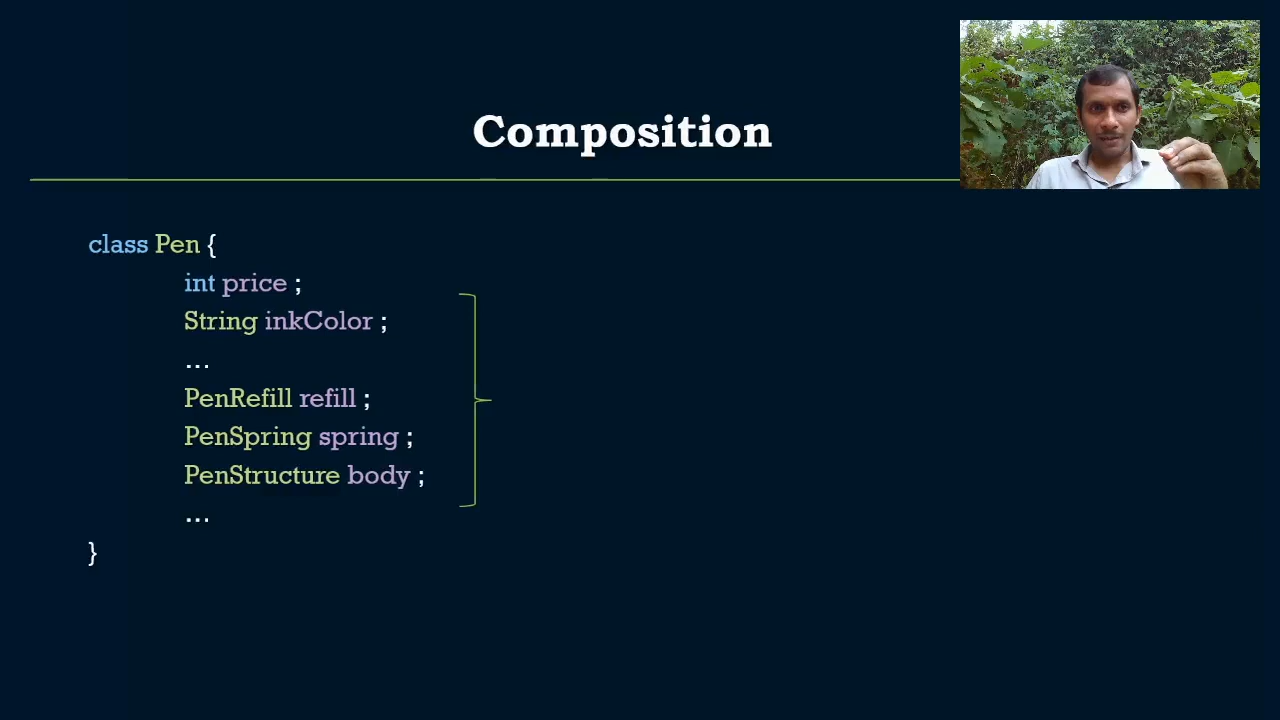 Composition
class Pen {
int price ;
String inkColor ;
...
PenRefill refill ;
PenSpring spring ;
PenStructure body ;
...
}